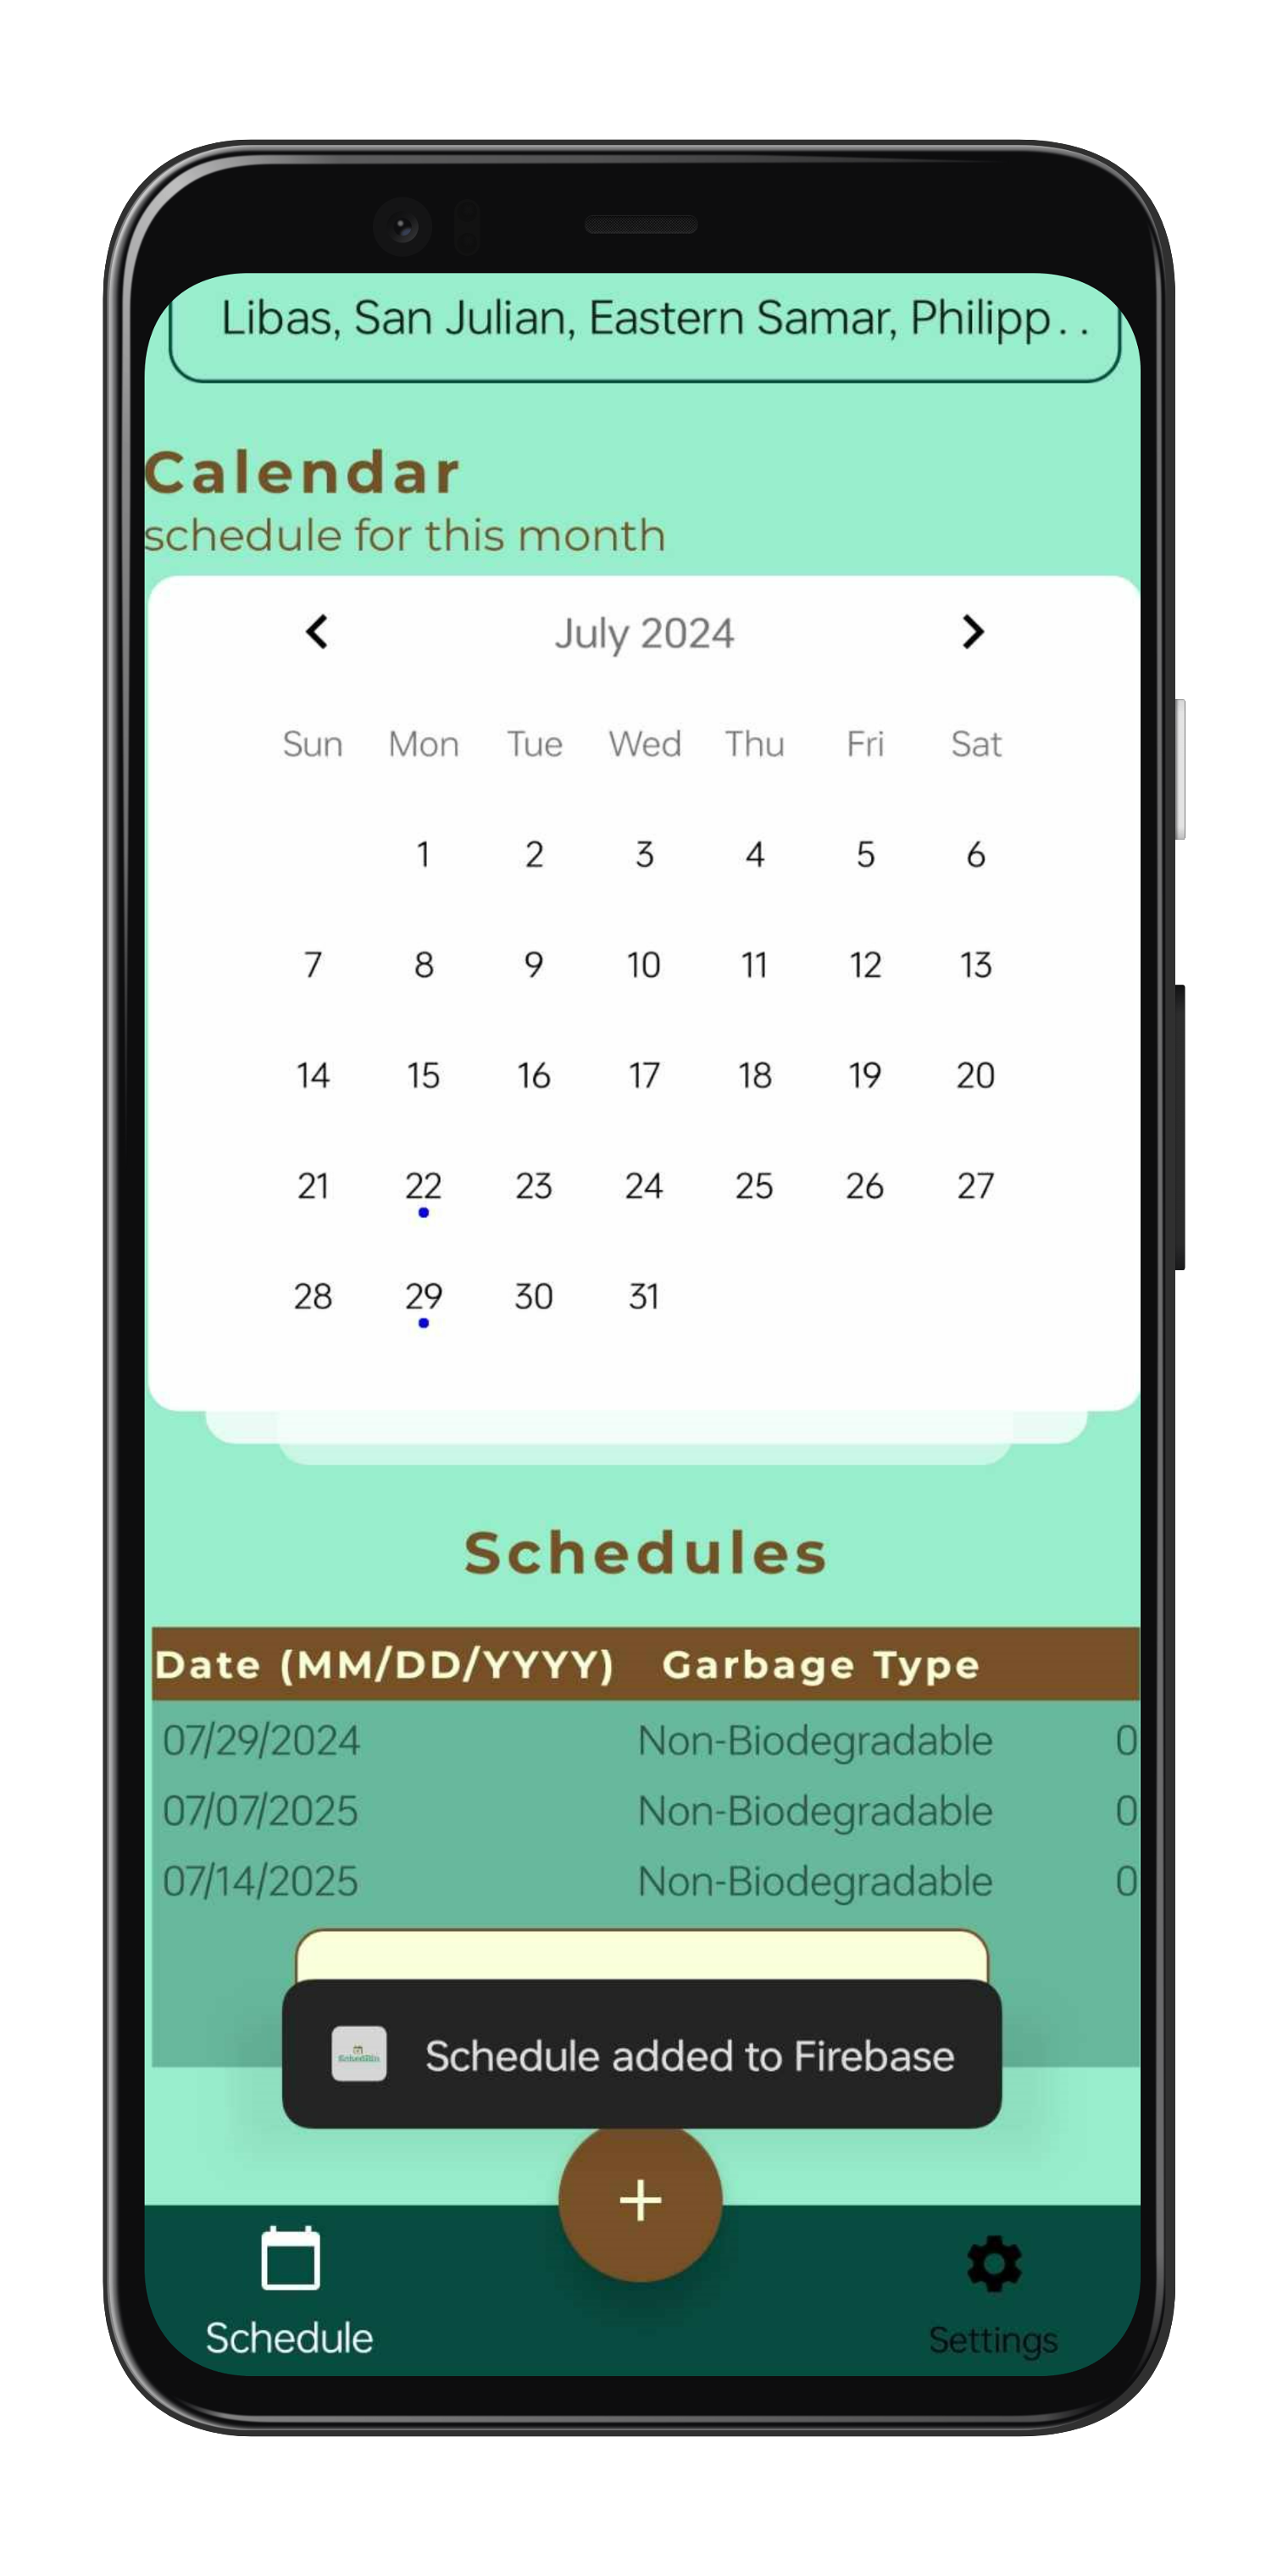 Libas, San Julian, Eastern Samar, Philipp..
Calendar
schedule for this month
July 2024
Sun Mon Tue Wed Thu Fri Sat
1 2 3 4 5 6
7 8 9 10 11 12 13
14 15 16 17 18 19 20
21 22 23 24 25 26 27
28 29 30 31
Schedules
Date (MM/DD/YYYY) Garbage Type
07/29/2024 Non-Biodegradable 0
07/07/2025 Non-Biodegradable 0
07/14/2025 Non-Biodegradable 0
Schedule added to Firebase
+
Schedule
Settings